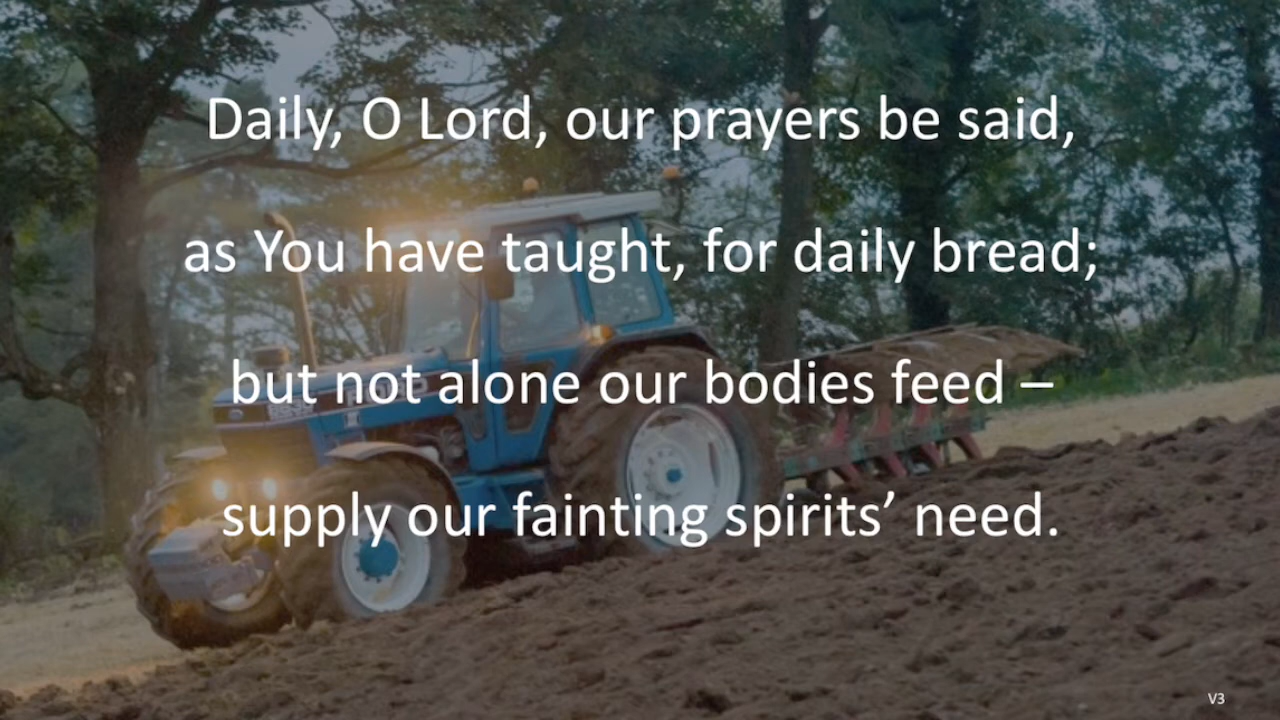 Daily, O Lord, our prayers be said,
as You have taught, for daily bread;
but not alone our bodies feed –
supply our fainting spirits’ need.
V3